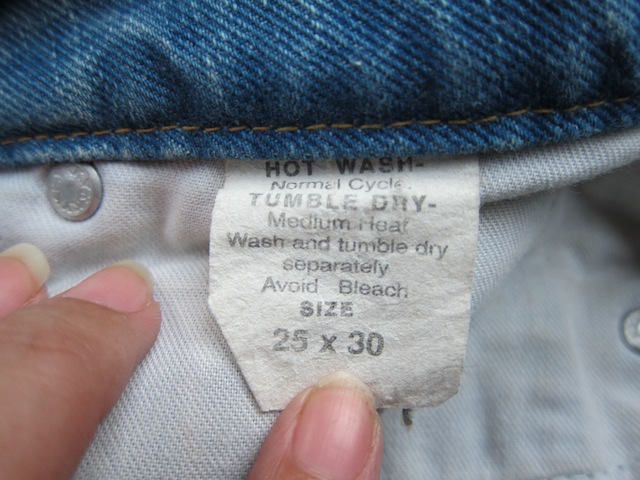 HOT WASH-
Normal Cycle.
TUMBLE DRY-
Medium Heat
Wash and tumble dry
separately
Avoid Bleach
SIZE
25 x 30